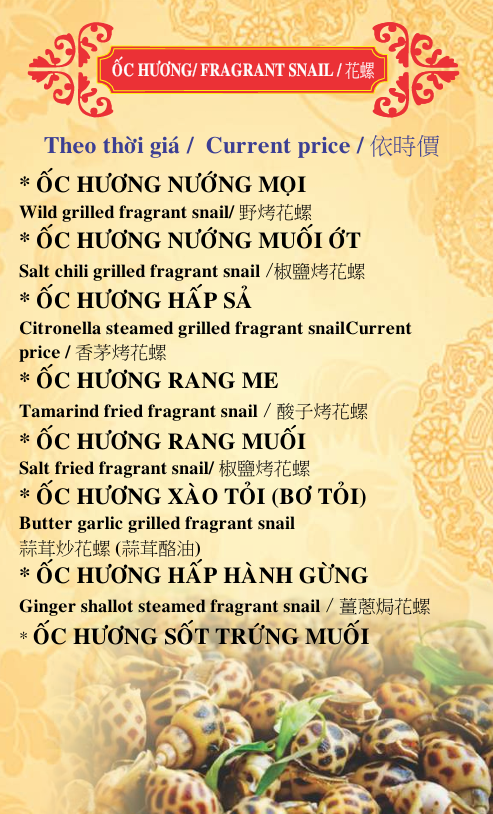 ỐC HƯƠNG/ FRAGRANT SNAIL / 花螺
Theo thời giá / Current price / 依時價
* ỐC HƯƠNG NƯỚNG MỌI
Wild grilled fragrant snail/ 野烤花螺
* ỐC HƯƠNG NƯỚNG MUỐI ỚT
Salt chili grilled fragrant snail /椒鹽烤花螺
* ỐC HƯƠNG HẤP SẢ
Citronella steamed grilled fragrant snailCurrent
price / 香茅烤花螺
* ỐC HƯƠNG RANG ME
Tamarind fried fragrant snail / 酸子烤花螺
* ỐC HƯƠNG RANG MUỐI
Salt fried fragrant snail/ 椒鹽烤花螺
* ỐC HƯƠNG XÀO TỎI (BƠ TỎI)
Butter garlic grilled fragrant snail
蒜茸炒花螺 (蒜茸酪油)
* ỐC HƯƠNG HẤP HÀNH GỪNG
Ginger shallot steamed fragrant snail / 薑蔥焗花螺
* ỐC HƯƠNG SỐT TRỨNG MUỐI